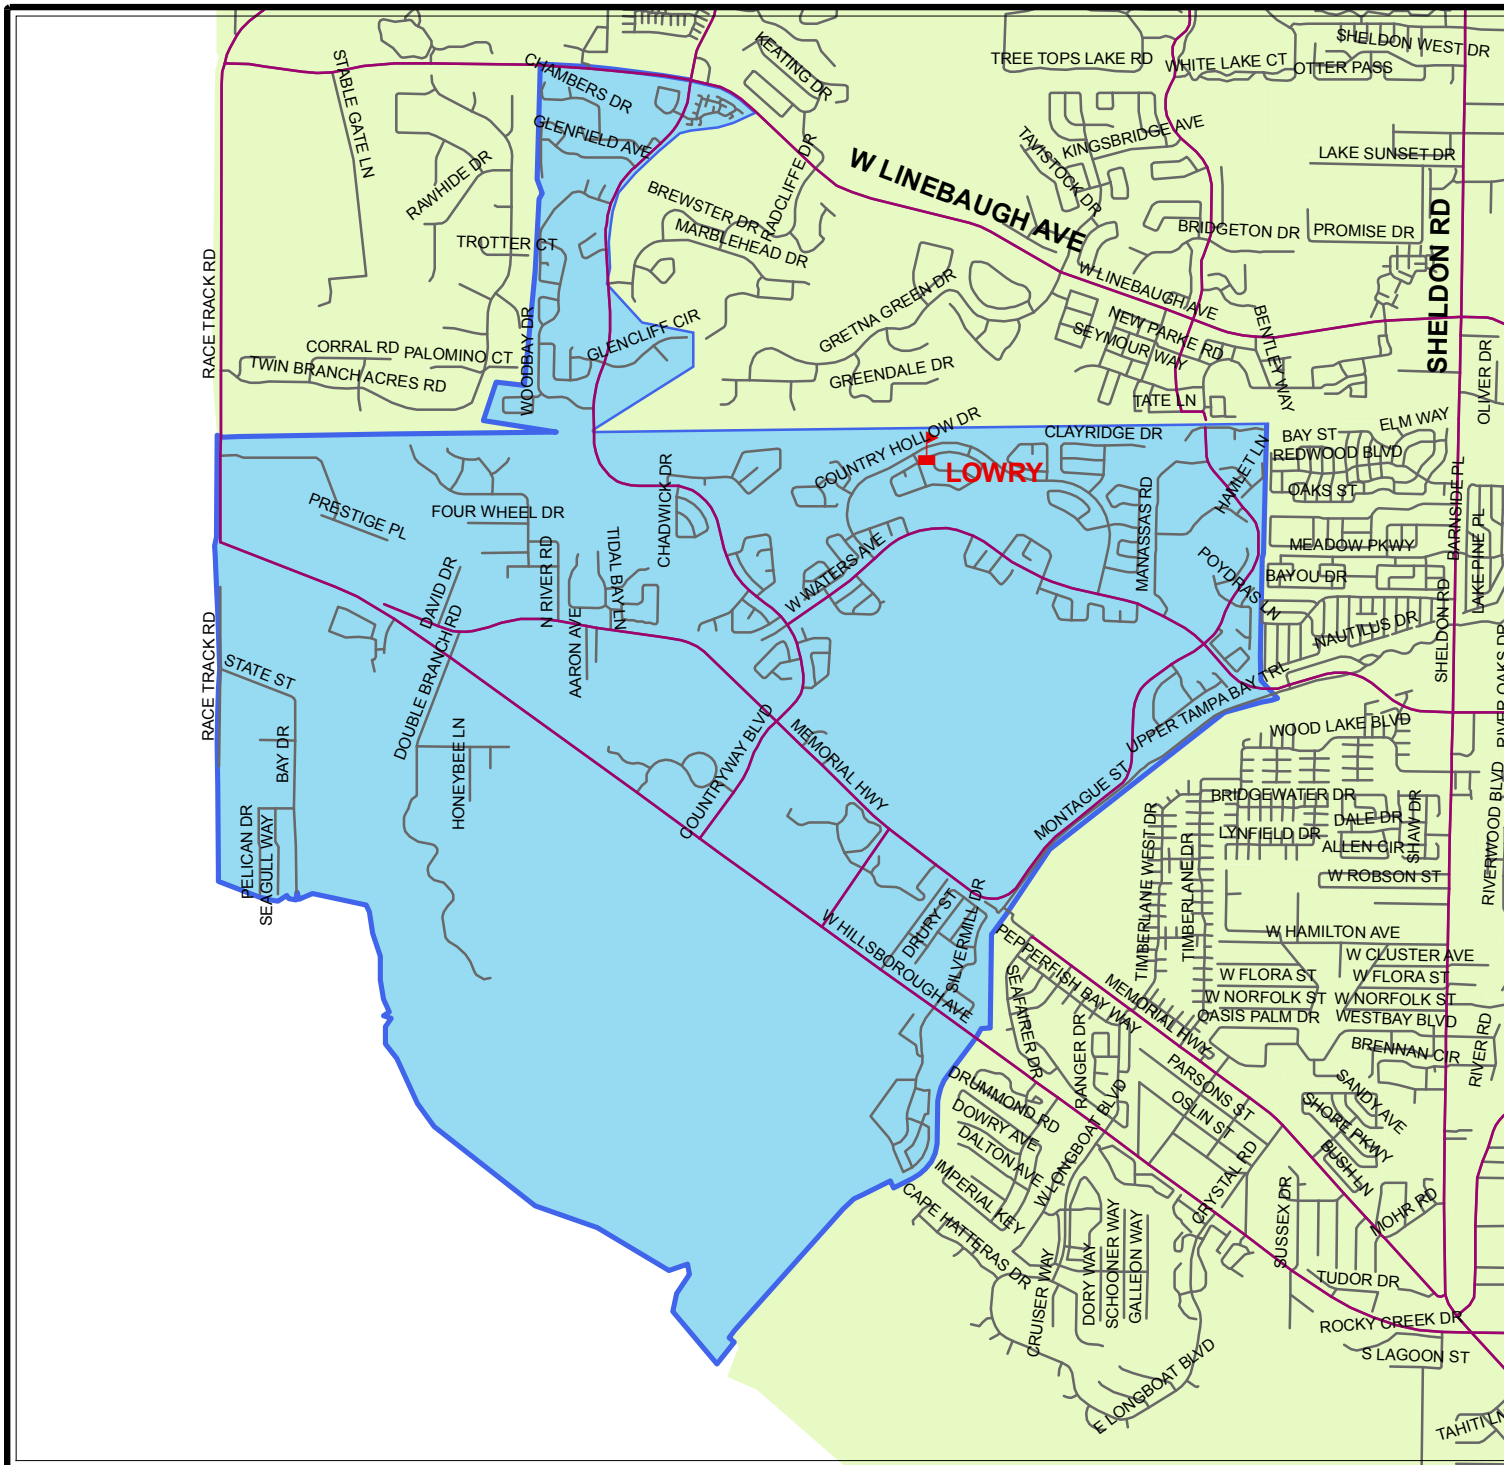 SHELDON WEST DR
KEATING DR
TREE TOPS LAKE RD
WHITE LAKE CT
OTTER PASS
STABLE GATE LN
CHAMBERS DR
GLENFIELD AVE
KINGSBRIDGE AVE
TAVISTOCK DR
LAKE SUNSET DR
RAWHIDE DR
RADCLIFFE DR
W LINEBAUGH AVE
BREWSTER DR
MARBLEHEAD DR
TROTTER CT
BRIDGETON DR
PROMISE DR
SHELDON RD
RACE TRACK RD
W LINEBAUGH AVE
GRETNA GREEN DR
NEW PARKE RD
SEYMOUR WAY
BENTLEY WAY
WOODBAY DR
GLENCLIFF CIR
CORRAL RD
PALOMINO CT
TWIN BRANCH ACRES RD
GREENDALE DR
TATE LN
OLIVER DR
ELM WAY
COUNTRY HOLLOW DR
CLAYRIDGE DR
BAY ST
REDWOOD BLVD
LOWRY
HAMLET LN
OAKS ST
CHADWICK DR
MANASSAS RD
BARNSIDE PL
LAKE PINE PL
PRESTIGE PL
FOUR WHEEL DR
MEADOW PKWY
N RIVER RD
TIDAL BAY LN
W WATERS AVE
POYDRAS LN
BAYOU DR
DAVID DR
DOUBLE BRANCH RD
AARON AVE
NAUTILUS DR
SHELDON RD
RIVER OAKS DR
RACE TRACK RD
STATE ST
UPPER TAMPA BAY TRL
WOOD LAKE BLVD
BAY DR
HONEYBEE LN
COUNTRYWAY BLVD
MEMORIAL HWY
MONTAGUE ST
BRIDGEWATER DR
DALE DR
SHAW DR
LYNFIELD DR
ALLEN CIR
RIVERWOOD BLVD
PELICAN DR
SEAGULL WAY
TIMBERLANE WEST DR
TIMBERLANE DR
W ROBSON ST
DRURY ST
SILVERMILL DR
W HILLSBOROUGH AVE
PEPPERFISH BAY WAY
W HAMILTON AVE
W CLUSTER AVE
W FLORA ST
W FLORA ST
W NORFOLK ST
W NORFOLK ST
SEAFAIRER DR
MEMORIAL HWY
OASIS PALM DR
WESTBAY BLVD
RANGER DR
BRENNAN CIR
RIVER RD
DRUMMOND RD
DOWRY AVE
DALTON AVE
PARSONS ST
OSLIN ST
SANDY AVE
SHORE PKWY
BUSH LN
W LONGBOAT BLVD
IMPERIAL KEY
CAPE HATTERAS DR
CRYSTAL RD
SUSSEX DR
MOHR RD
CRUISER WAY
DORY WAY
SCHOONER WAY
GALLEON WAY
TUDOR DR
ROCKY CREEK DR
S LAGOON ST
E LONGBOAT BLVD
TAHITI LN